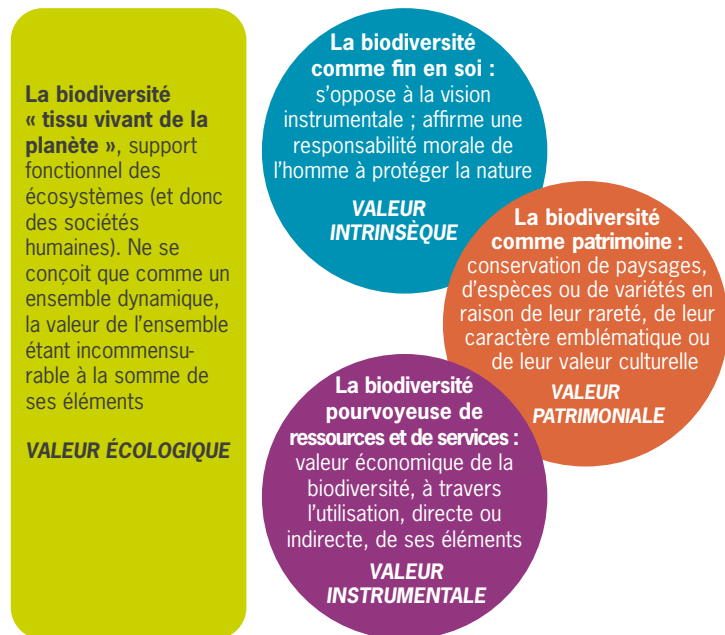 La biodiversité
« tissu vivant de la
planète », support
fonctionnel des
écosystèmes (et donc
des sociétés
humaines). Ne se
conçoit que comme un
ensemble dynamique,
la valeur de l'ensemble
étant incommensu-
rable à la somme de
ses éléments
VALEUR ÉCOLOGIQUE
La biodiversité
comme fin en soi :
s'oppose à la vision
instrumentale ; affirme une
responsabilité morale de
l'homme à protéger la nature
VALEUR
INTRINSÈQUE
La biodiversité
comme patrimoine :
conservation de paysages,
d'espèces ou de variétés en
raison de leur rareté, de leur
caractère emblématique ou
de leur valeur culturelle
VALEUR
PATRIMONIALE
La biodiversité
pourvoyeuse de
ressources et de services :
valeur économique de la
biodiversité, à travers
l'utilisation, directe ou
indirecte, de ses éléments
VALEUR
INSTRUMENTALE